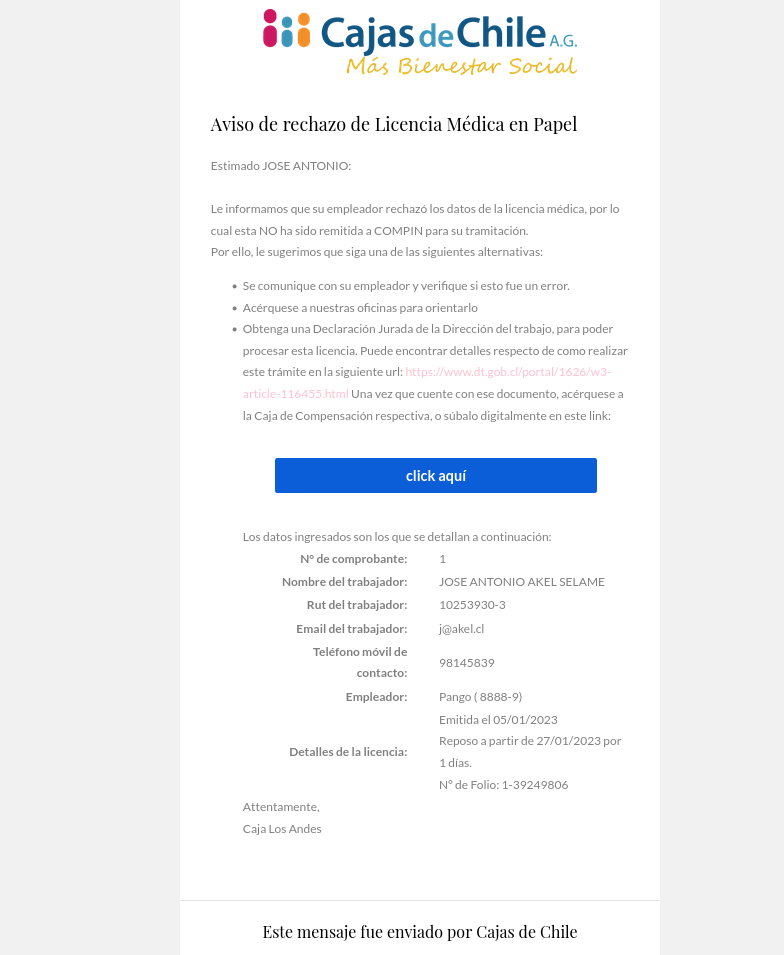 Cajas de Chile A.G.
Más Bienestar Social
Aviso de rechazo de Licencia Médica en Papel
Estimado JOSE ANTONIO:
Le informamos que su empleador rechazó los datos de la licencia médica, por lo
cual esta NO ha sido remitida a COMPIN para su tramitación.
Por ello, le sugerimos que siga una de las siguientes alternativas:
• Se comunique con su empleador y verifique si esto fue un error.
• Acérquese a nuestras oficinas para orientarlo
• Obtenga una Declaración Jurada de la Dirección del trabajo, para poder
procesar esta licencia. Puede encontrar detalles respecto de como realizar
este trámite en la siguiente url: https://www.dt.gob.cl/portal/1626/w3-
article-116455.html Una vez que cuente con ese documento, acérquese a
la Caja de Compensación respectiva, o súbalo digitalmente en este link:
click aquí
Los datos ingresados son los que se detallan a continuación:
Nº de comprobante: 1
Nombre del trabajador: JOSE ANTONIO AKEL SELAME
Rut del trabajador: 10253930-3
Email del trabajador: j@akel.cl
Teléfono móvil de
contacto: 98145839
Empleador: Pango ( 8888-9)
Detalles de la licencia: Emitida el 05/01/2023
Reposo a partir de 27/01/2023 por
1 días.
Nº de Folio: 1-39249806
Attentamente,
Caja Los Andes
Este mensaje fue enviado por Cajas de Chile